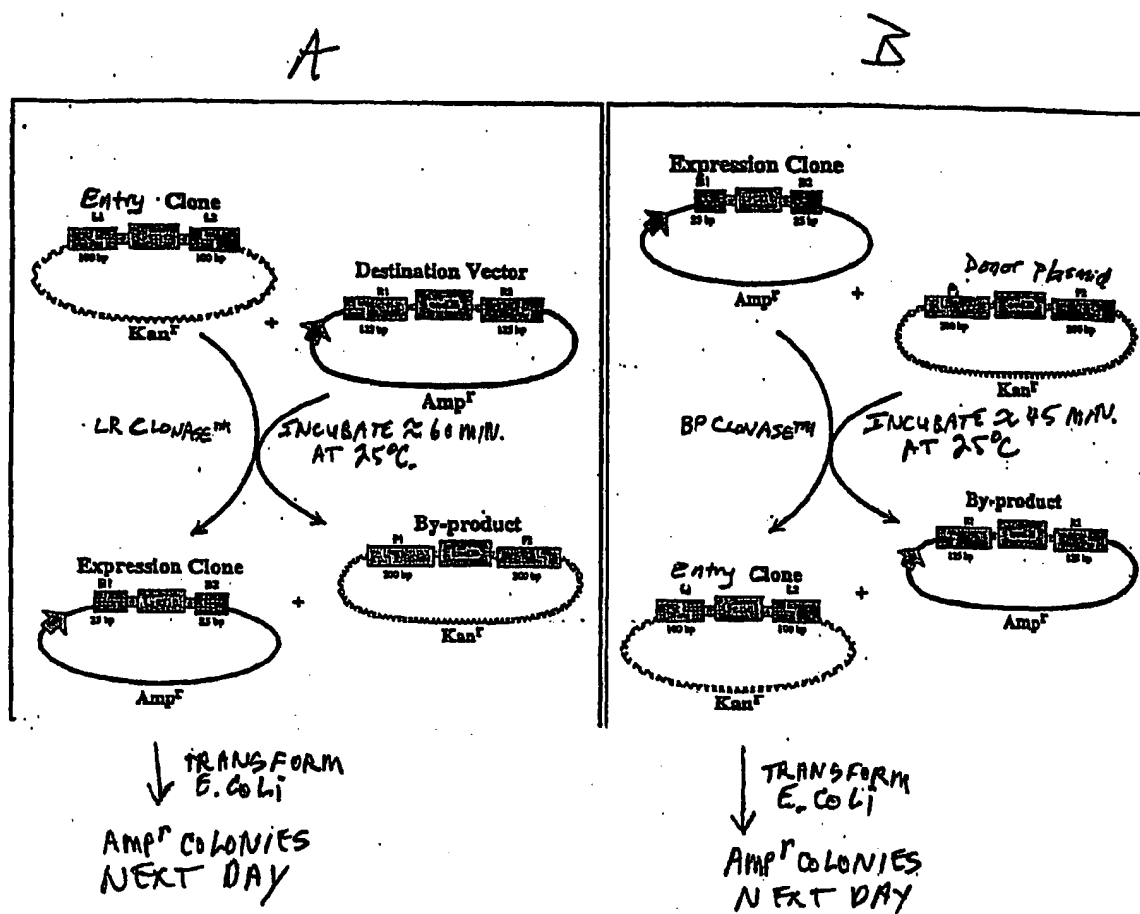 A
Entry Clone
L1 L2
100 bp 100 bp
Kanʳ
+
Destination Vector
R1 R2
125 bp 125 bp
Ampʳ
LR CLONASE™
INCUBATE ≈ 60 MIN.
AT 25°C.
By-product
P1 P2
200 bp 200 bp
Kanʳ
Expression Clone
B1 B2
25 bp 25 bp
+
Ampʳ
TRANSFORM
E. COLI
AMPʳ COLONIES
NEXT DAY
B
Expression Clone
B1 B2
25 bp 25 bp
Ampʳ
+
Donor Plasmid
P1 P2
200 bp 200 bp
Kanʳ
BP CLONASE™
INCUBATE ≈ 45 MIN.
AT 25°C
By-product
125 bp 125 bp
Ampʳ
Entry Clone
L1 L2
100 bp 100 bp
+
Kanʳ
TRANSFORM
E. COLI
AMPʳ COLONIES
NEXT DAY